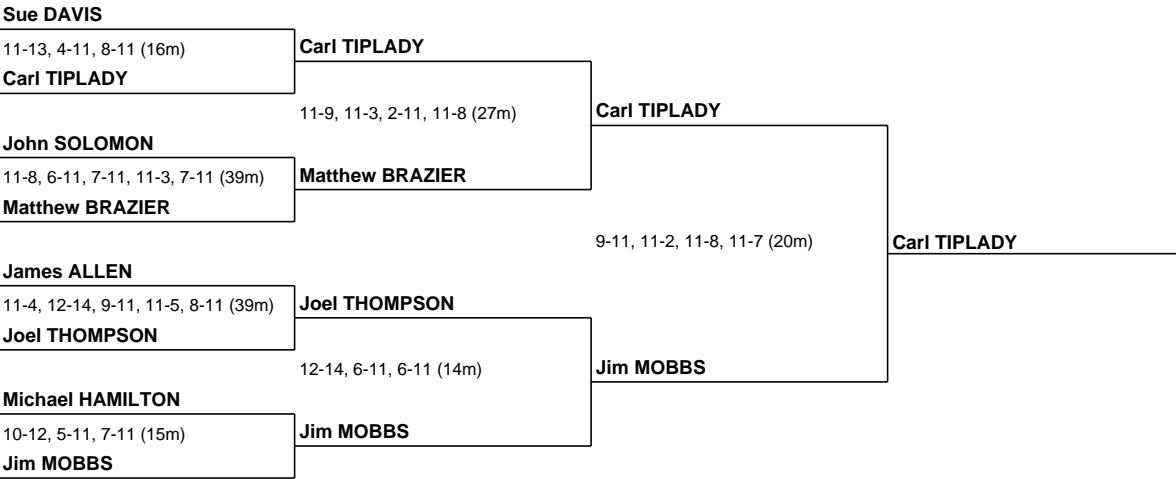 Sue DAVIS
11-13, 4-11, 8-11 (16m)
Carl TIPLADY
Carl TIPLADY
11-9, 11-3, 2-11, 11-8 (27m)
Carl TIPLADY
John SOLOMON
11-8, 6-11, 7-11, 11-3, 7-11 (39m)
Matthew BRAZIER
Matthew BRAZIER
9-11, 11-2, 11-8, 11-7 (20m)
Carl TIPLADY
James ALLEN
11-4, 12-14, 9-11, 11-5, 8-11 (39m)
Joel THOMPSON
Joel THOMPSON
12-14, 6-11, 6-11 (14m)
Jim MOBBS
Michael HAMILTON
10-12, 5-11, 7-11 (15m)
Jim MOBBS
Jim MOBBS